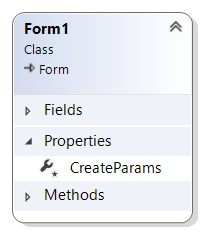 Form1
Class
Form
Fields
Properties
CreateParams
Methods